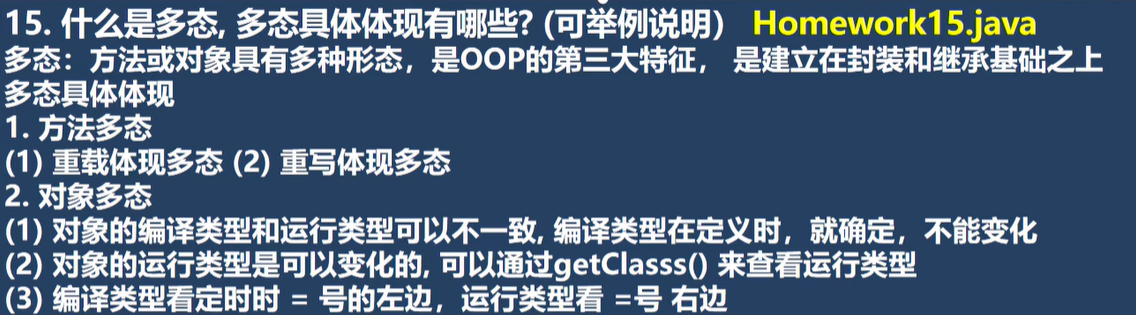 15. 什么是多态, 多态具体体现有哪些? (可举例说明) Homework15.java
多态：方法或对象具有多种形态，是OOP的第三大特征， 是建立在封装和继承基础之上
多态具体体现
1. 方法多态
(1) 重载体现多态 (2) 重写体现多态
2. 对象多态
(1) 对象的编译类型和运行类型可以不一致, 编译类型在定义时，就确定，不能变化
(2) 对象的运行类型是可以变化的, 可以通过getClasss() 来查看运行类型
(3) 编译类型看定时时 = 号的左边，运行类型看 =号 右边